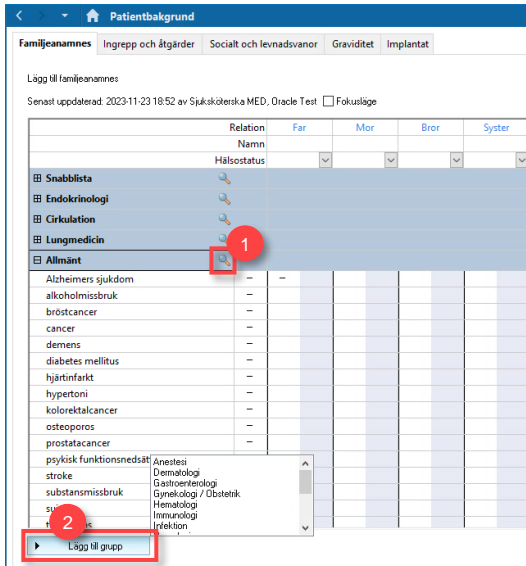 Patientbakgrund
Familjeanamnes Ingrepp och åtgärder Socialt och levnadsvanor Graviditet Implantat
Lägg till familjeanamnes
Senast uppdaterad: 2023-11-23 18:52 av Sjuksköterska MED, Oracle Test Fokusläge
Relation Far Mor Bror Syster
Namn
Hälsostatus
Snabblista
Endokrinologi
Cirkulation
Lungmedicin
1
Allmänt
Alzheimers sjukdom – –
alkoholmissbruk –
bröstcancer –
cancer –
demens –
diabetes mellitus –
hjärtinfarkt –
hypertoni –
kolorektalcancer –
osteoporos –
prostatacancer –
psykisk funktionsnedsät
stroke
substansmissbruk
Anestesi
Dermatologi
Gastroenterologi
Gynekologi / Obstetrik
Hematologi
Immunologi
Infektion
2
Lägg till grupp